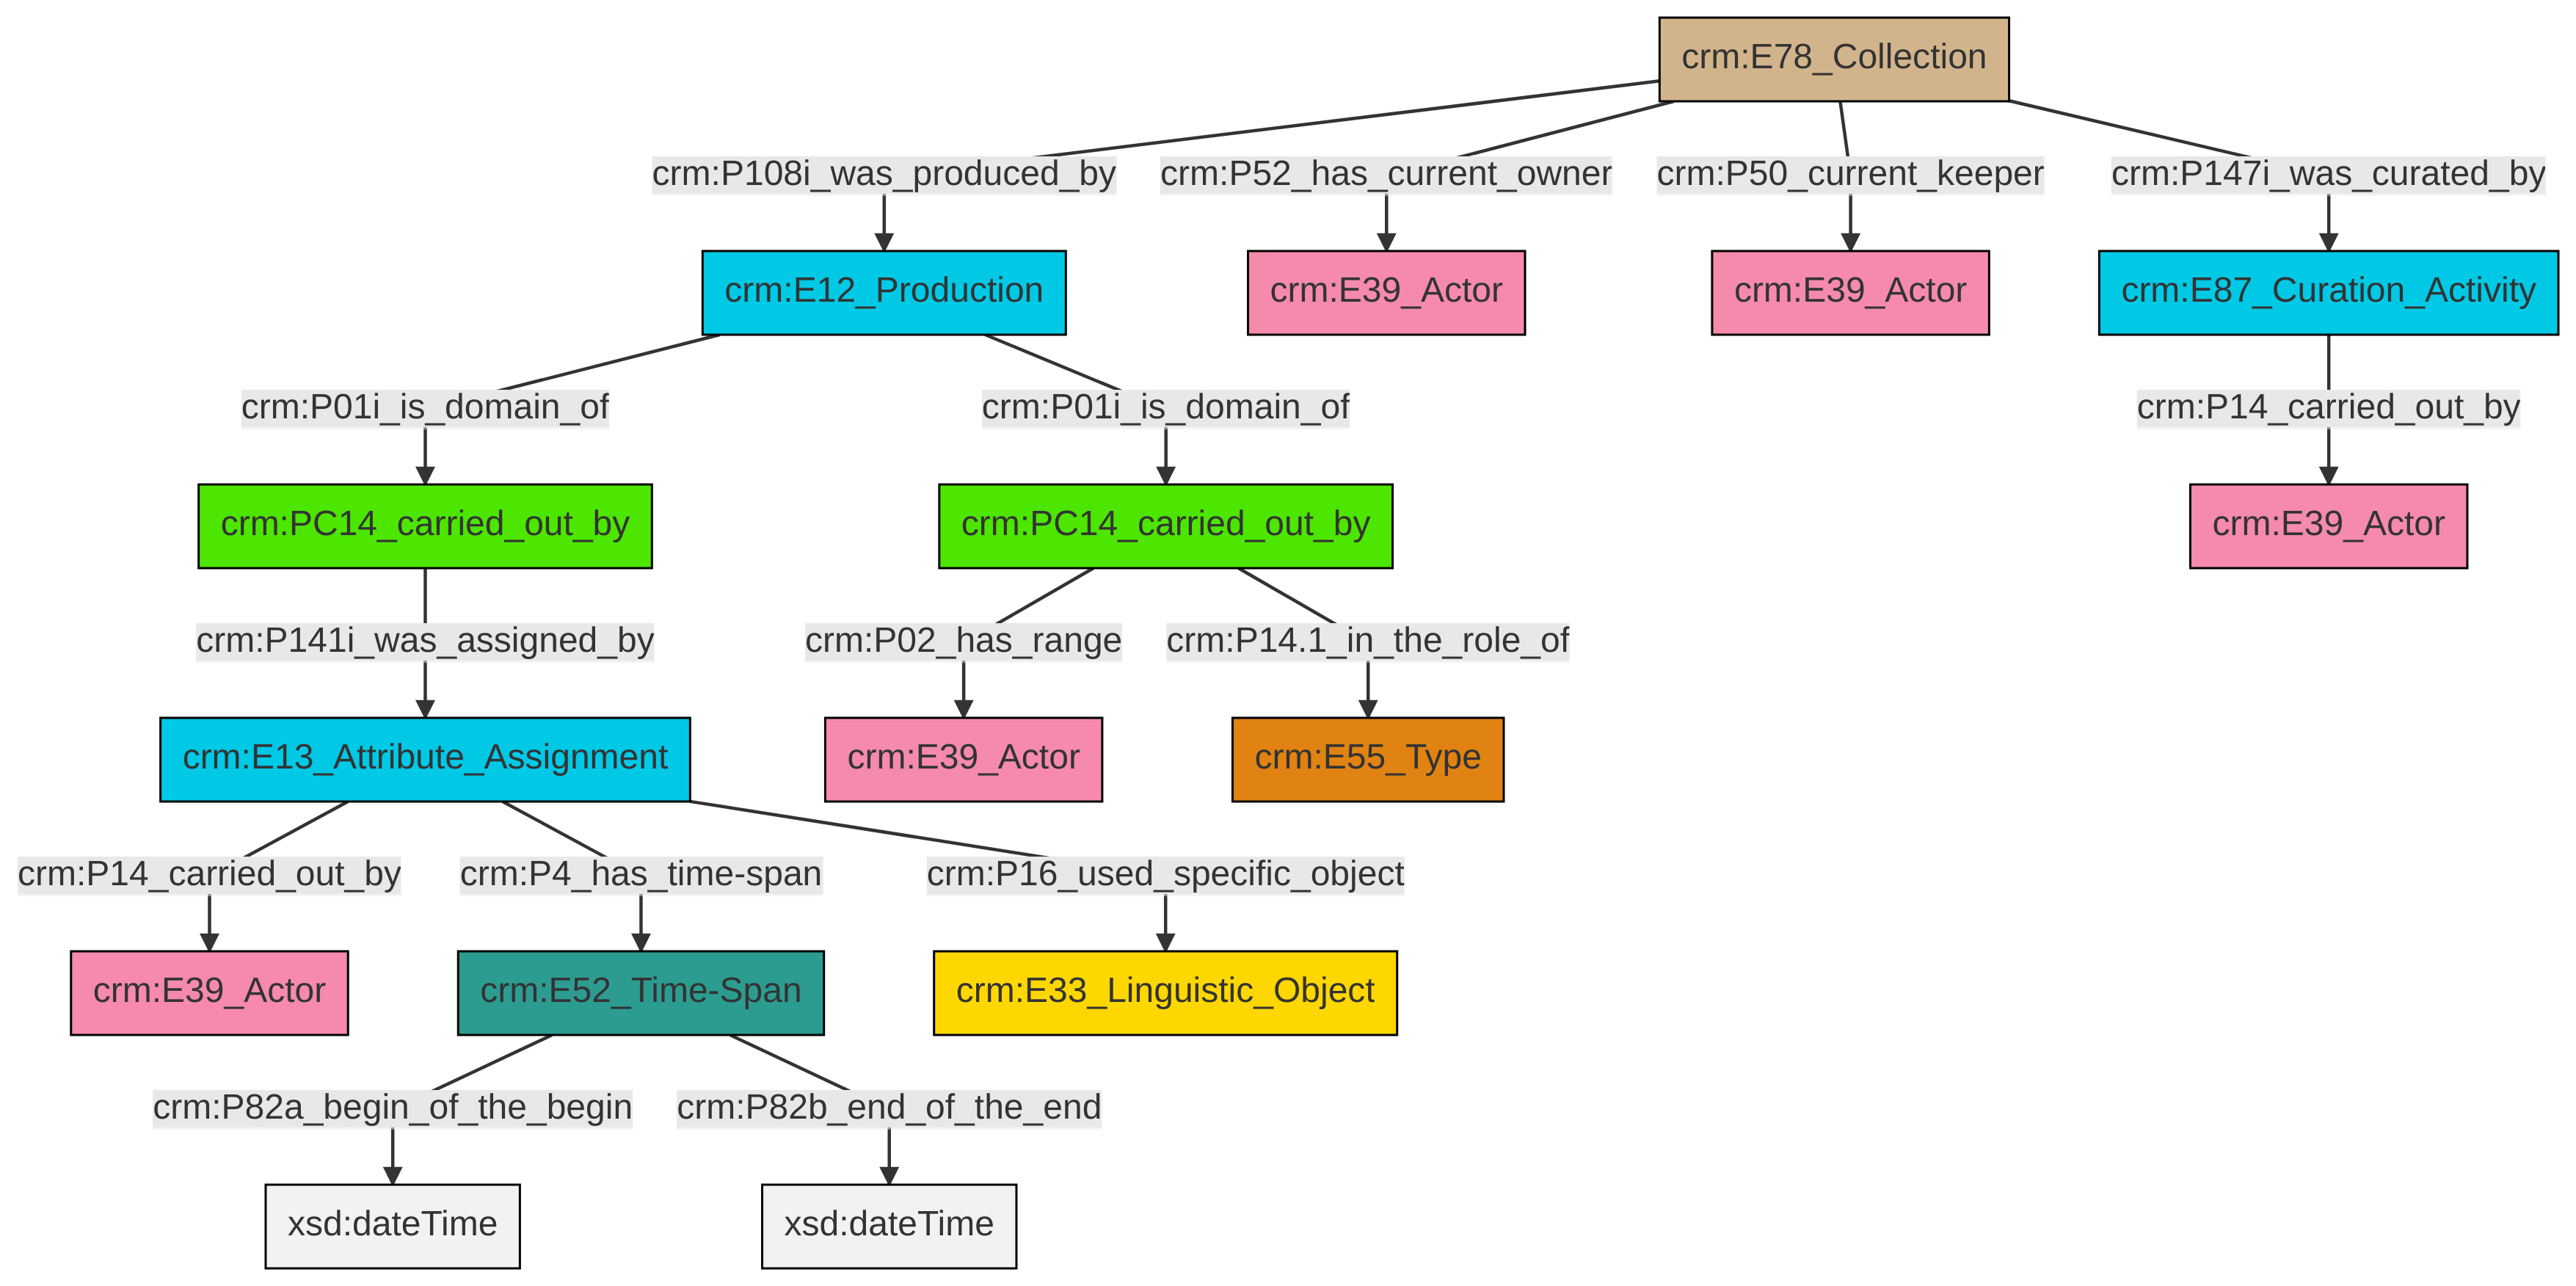 crm:E78_Collection
crm:P108i_was_produced_by
crm:P52_has_current_owner
crm:P50_current_keeper
crm:P147i_was_curated_by
crm:E12_Production
crm:E39_Actor
crm:E39_Actor
crm:E87_Curation_Activity
crm:P01i_is_domain_of
crm:P01i_is_domain_of
crm:P14_carried_out_by
crm:PC14_carried_out_by
crm:PC14_carried_out_by
crm:E39_Actor
crm:P141i_was_assigned_by
crm:P02_has_range
crm:P14.1_in_the_role_of
crm:E13_Attribute_Assignment
crm:E39_Actor
crm:E55_Type
crm:P14_carried_out_by
crm:P4_has_time-span
crm:P16_used_specific_object
crm:E39_Actor
crm:E52_Time-Span
crm:E33_Linguistic_Object
crm:P82a_begin_of_the_begin
crm:P82b_end_of_the_end
xsd:dateTime
xsd:dateTime